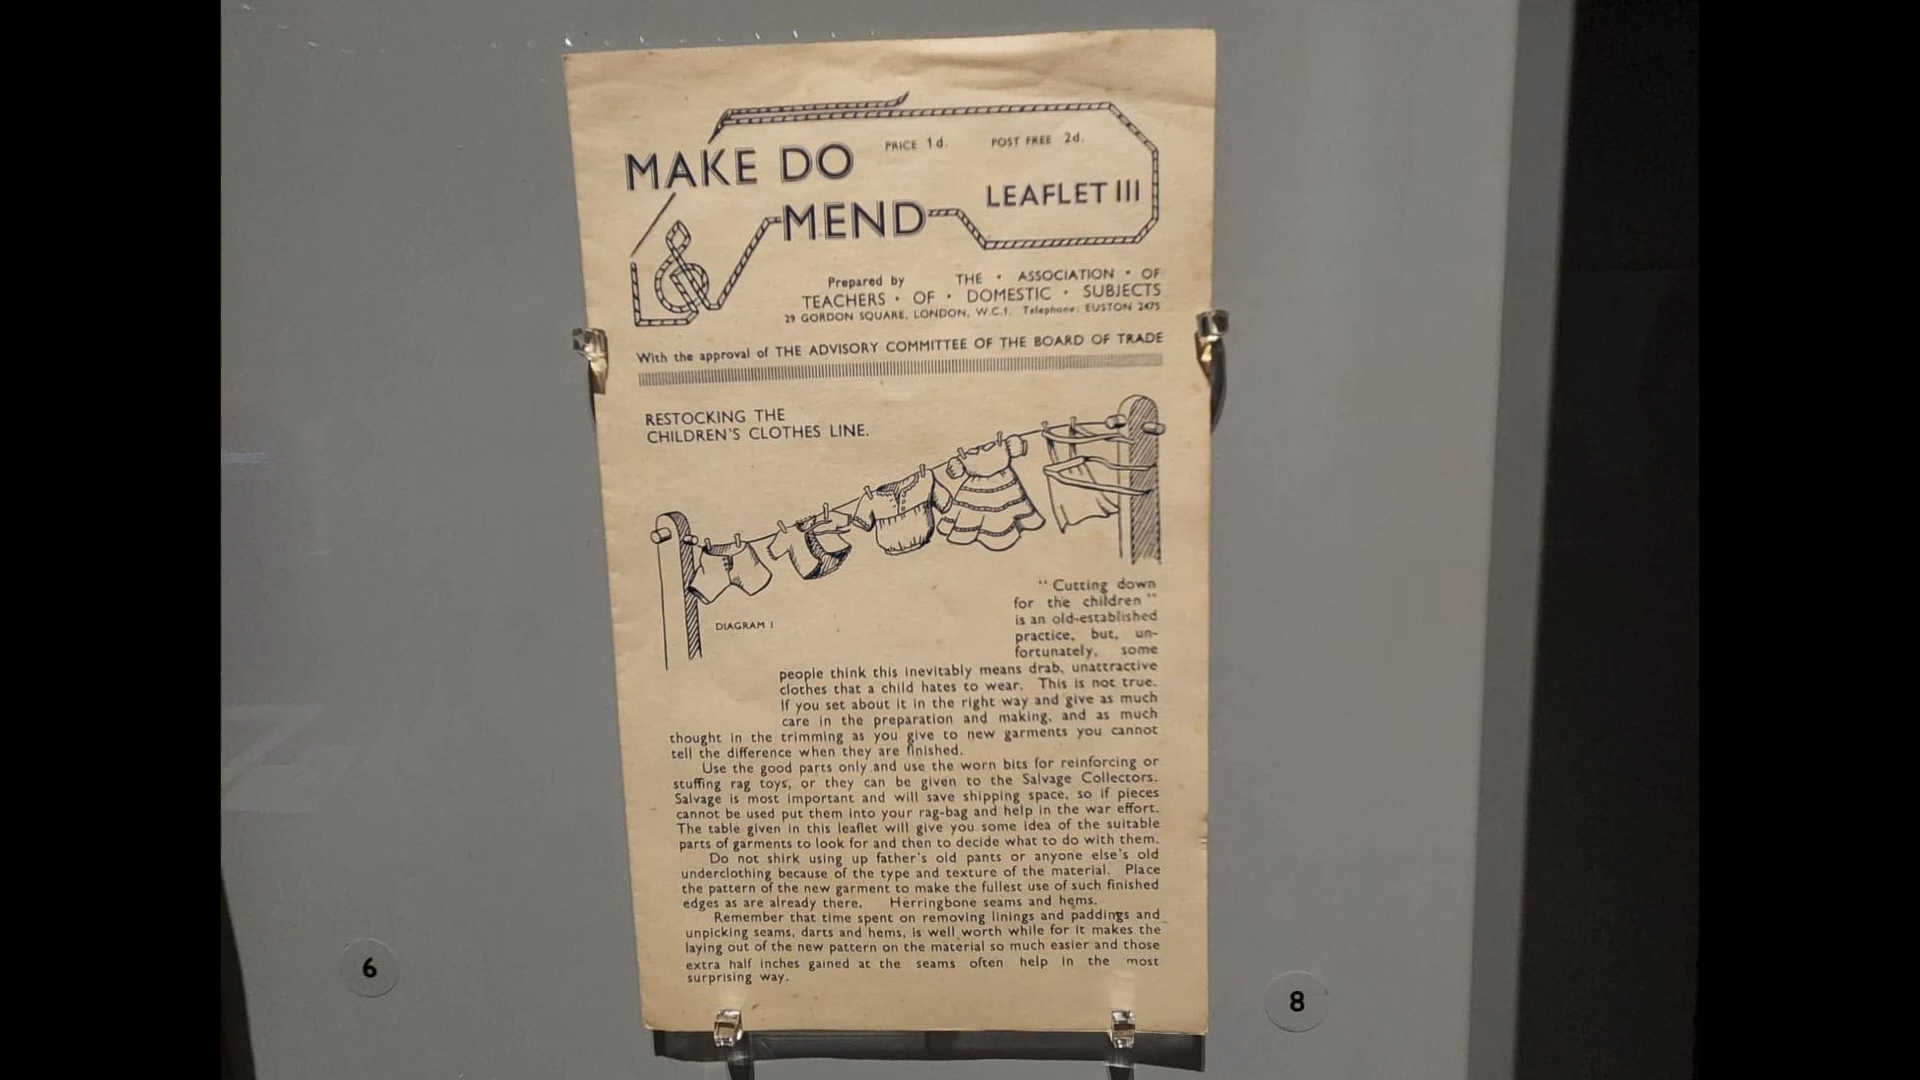 MAKE DO
PRICE 1d.
POST FREE 2d.
& MEND
LEAFLET III
Prepared by THE · ASSOCIATION · OF
TEACHERS · OF · DOMESTIC · SUBJECTS
29 GORDON SQUARE, LONDON, W.C.1. Telephone: EUSTON 2475
With the approval of THE ADVISORY COMMITTEE OF THE BOARD OF TRADE
RESTOCKING THE
CHILDREN'S CLOTHES LINE.
DIAGRAM I
" Cutting down
for the children "
is an old-established
practice, but, un-
fortunately, some
people think this inevitably means drab, unattractive
clothes that a child hates to wear. This is not true.
If you set about it in the right way and give as much
care in the preparation and making, and as much
thought in the trimming as you give to new garments you cannot
tell the difference when they are finished.
Use the good parts only and use the worn bits for reinforcing or
stuffing rag toys, or they can be given to the Salvage Collectors.
Salvage is most important and will save shipping space, so if pieces
cannot be used put them into your rag-bag and help in the war effort.
The table given in this leaflet will give you some idea of the suitable
parts of garments to look for and then to decide what to do with them.
Do not shirk using up father's old pants or anyone else's old
underclothing because of the type and texture of the material. Place
the pattern of the new garment to make the fullest use of such finished
edges as are already there. Herringbone seams and hems.
Remember that time spent on removing linings and paddings and
unpicking seams, darts and hems, is well worth while for it makes the
laying out of the new pattern on the material so much easier and those
extra half inches gained at the seams often help in the most
surprising way.
6
8